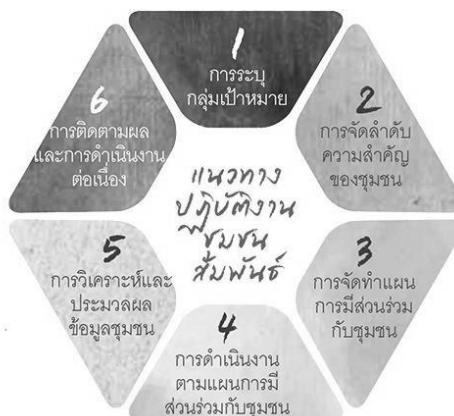 1
การระบุ
กลุ่มเป้าหมาย
2
การจัดลำดับ
ความสำคัญ
ของชุมชน
3
การจัดทำแผน
การมีส่วนร่วม
กับชุมชน
4
การดำเนินงาน
ตามแผนการมี
ส่วนร่วมกับชุมชน
5
การวิเคราะห์และ
ประมวลผล
ข้อมูลชุมชน
6
การติดตามผล
และการดำเนินงาน
ต่อเนื่อง
แนวทาง
ปฏิบัติงาน
ชุมชน
สัมพันธ์